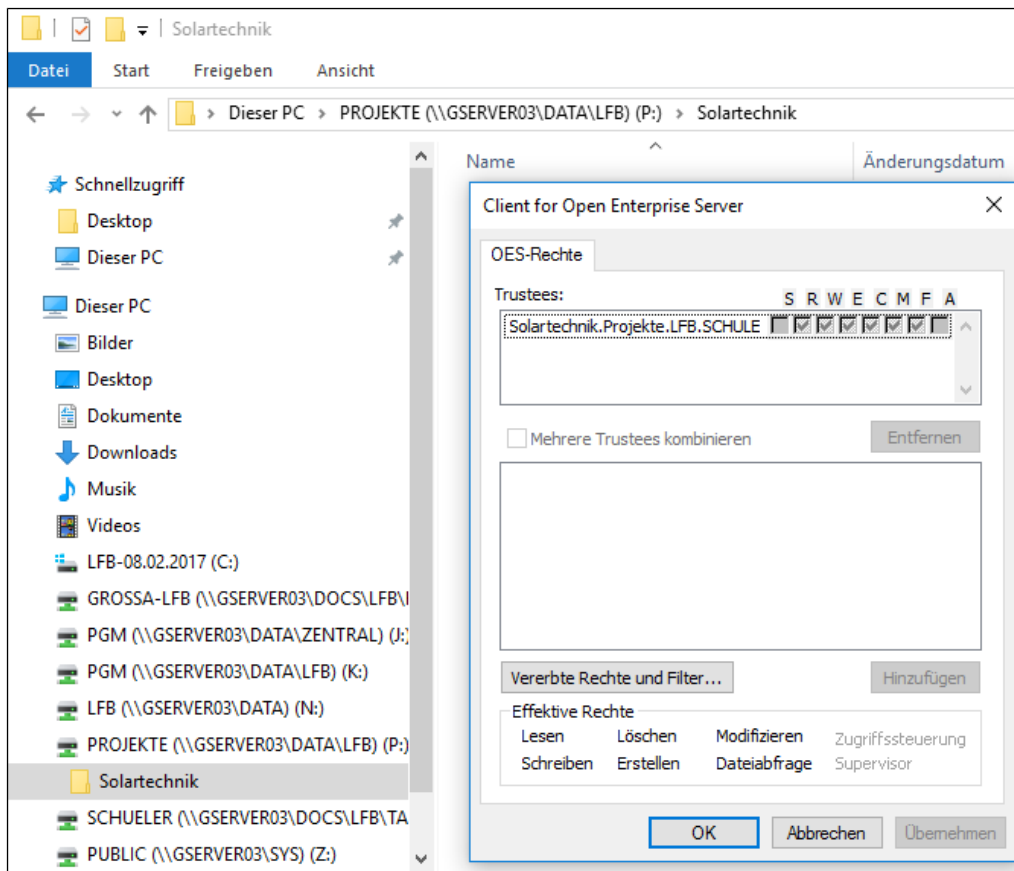 Solartechnik
Datei Start Freigeben Ansicht
Dieser PC PROJEKTE (\\GSERVER03\DATA\LFB) (P:) Solartechnik
Schnellzugriff
Desktop
Dieser PC
Dieser PC
Bilder
Desktop
Dokumente
Downloads
Musik
Videos
LFB-08.02.2017 (C:)
GROSSA-LFB (\\GSERVER03\DOCS\LFB\
PGM (\\GSERVER03\DATA\ZENTRAL) (J:)
PGM (\\GSERVER03\DATA\LFB) (K:)
LFB (\\GSERVER03\DATA) (N:)
PROJEKTE (\\GSERVER03\DATA\LFB) (P:)
Solartechnik
SCHUELER (\\GSERVER03\DOCS\LFB\TA
PUBLIC (\\GSERVER03\SYS) (Z:)
Name Änderungsdatum
Client for Open Enterprise Server
OES-Rechte
Trustees: S R W E C M F A
Solartechnik.Projekte.LFB.SCHULE
Mehrere Trustees kombinieren Entfernen
Vererbte Rechte und Filter... Hinzufügen
Effektive Rechte
Lesen Löschen Modifizieren Zugriffssteuerung
Schreiben Erstellen Dateiabfrage Supervisor
OK Abbrechen Übernehmen